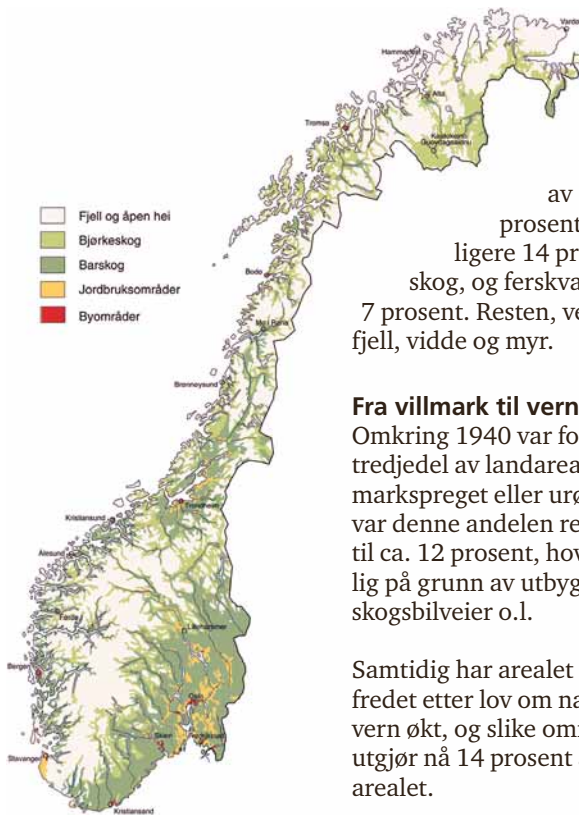 Vardø
Hammerfest
Alta
Tromsø
Kautokeino
Bodø
Mo i Rana
Brønnøysund
Trondheim
Kristiansund
Ålesund
Førde
Lillehammer
Bergen
Oslo
Skien
Stavanger
Kristiansand
Fjell og åpen hei
Bjørkeskog
Barskog
Jordbruksområder
Byområder
av
prosent
ligere 14 pr
skog, og ferskva
7 prosent. Resten, ve
fjell, vidde og myr.
Fra villmark til vern
Omkring 1940 var fo
tredjedel av landarea
markspreget eller urø
var denne andelen re
til ca. 12 prosent, hov
lig på grunn av utbyg
skogsbilveier o.l.
Samtidig har arealet
fredet etter lov om na
vern økt, og slike omr
utgjør nå 14 prosent
arealet.